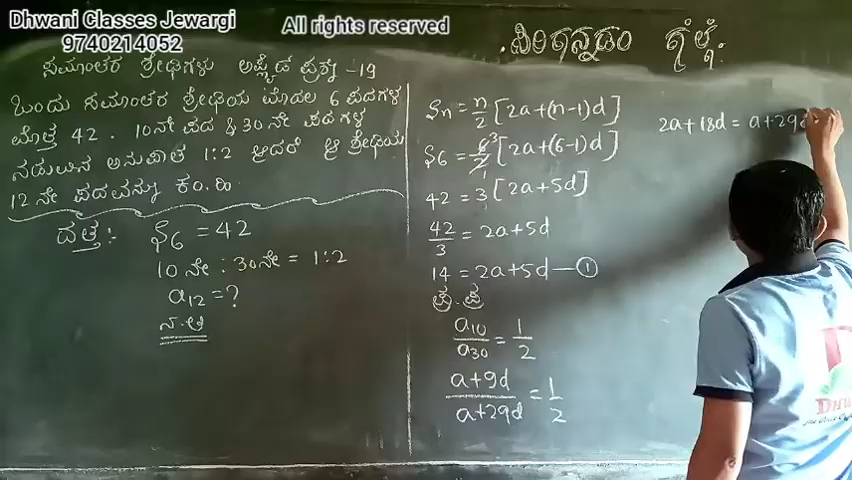 Dhwani Classes Jewargi
9740214052
All rights reserved
ಸಿರಿಗನ್ನಡಂ ಗೆಲ್ಗೆ.
ಸಮಾಂತರ ಶ್ರೇಢಿಗಳು ಅಪ್ಲೈಡ್ ಪ್ರಶ್ನೆ -19
ಒಂದು ಸಮಾಂತರ ಶ್ರೇಢಿಯ ಮೊದಲ 6 ಪದಗಳ
ಮೊತ್ತ 42 . 10ನೇ ಪದ & 30ನೇ ಪದಗಳ
ನಡುವಿನ ಅನುಪಾತ 1:2 ಆದರೆ ಆ ಶ್ರೇಢಿಯ
12 ನೇ ಪದವನ್ನು ಕಂ.ಹಿ.
ದತ್ತ:- S₆ = 42
10 ನೇ : 30ನೇ = 1:2
a₁₂ = ?
ಸ.ಆ
Sn = n/2 [2a+(n-1)d]
S₆ = 6/2 [2a+(6-1)d]
42 = 3 [2a+5d]
42/3 = 2a+5d
14 = 2a+5d — ①
ಪ್ರ.ಪ್ರ
a₁₀/a₃₀ = 1/2
a+9d/a+29d = 1/2
2a+18d = a+29d